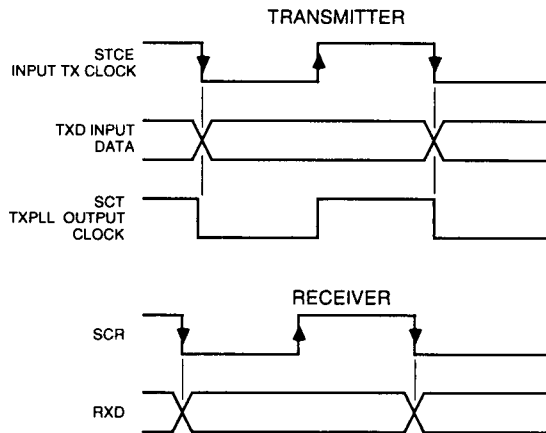 TRANSMITTER
STCE
INPUT TX CLOCK
TXD INPUT
DATA
SCT
TXPLL OUTPUT
CLOCK
RECEIVER
SCR
RXD